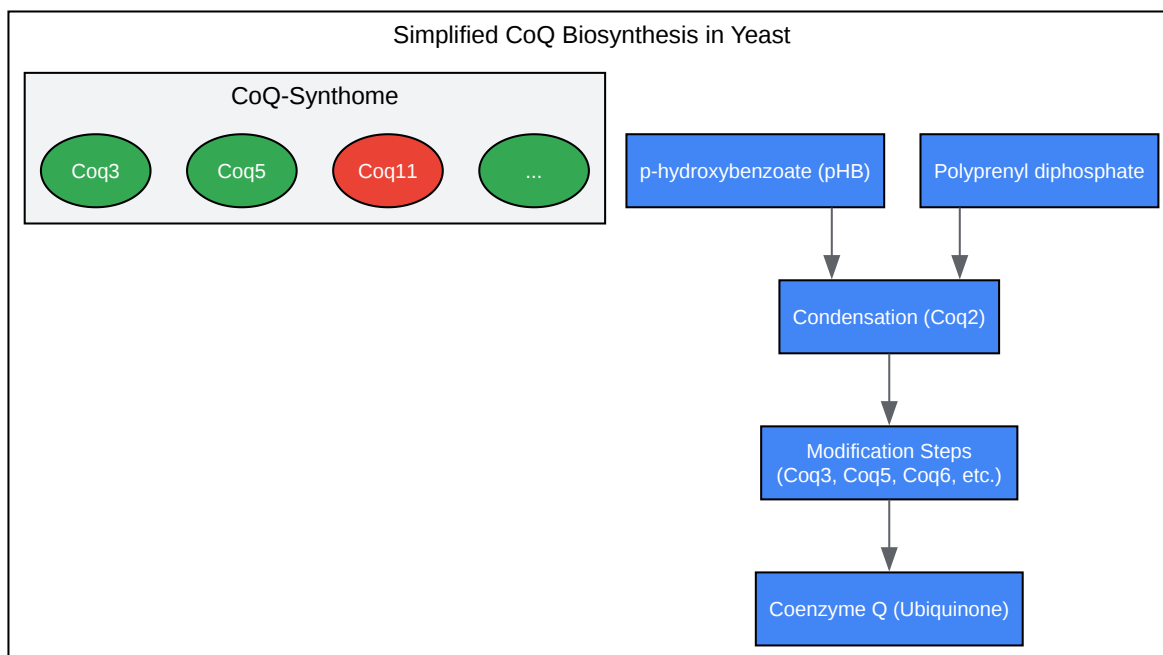 Simplified CoQ Biosynthesis in Yeast
CoQ-Synthome
Coq3
Coq5
Coq11
...
p-hydroxybenzoate (pHB)
Polyprenyl diphosphate
Condensation (Coq2)
Modification Steps
(Coq3, Coq5, Coq6, etc.)
Coenzyme Q (Ubiquinone)